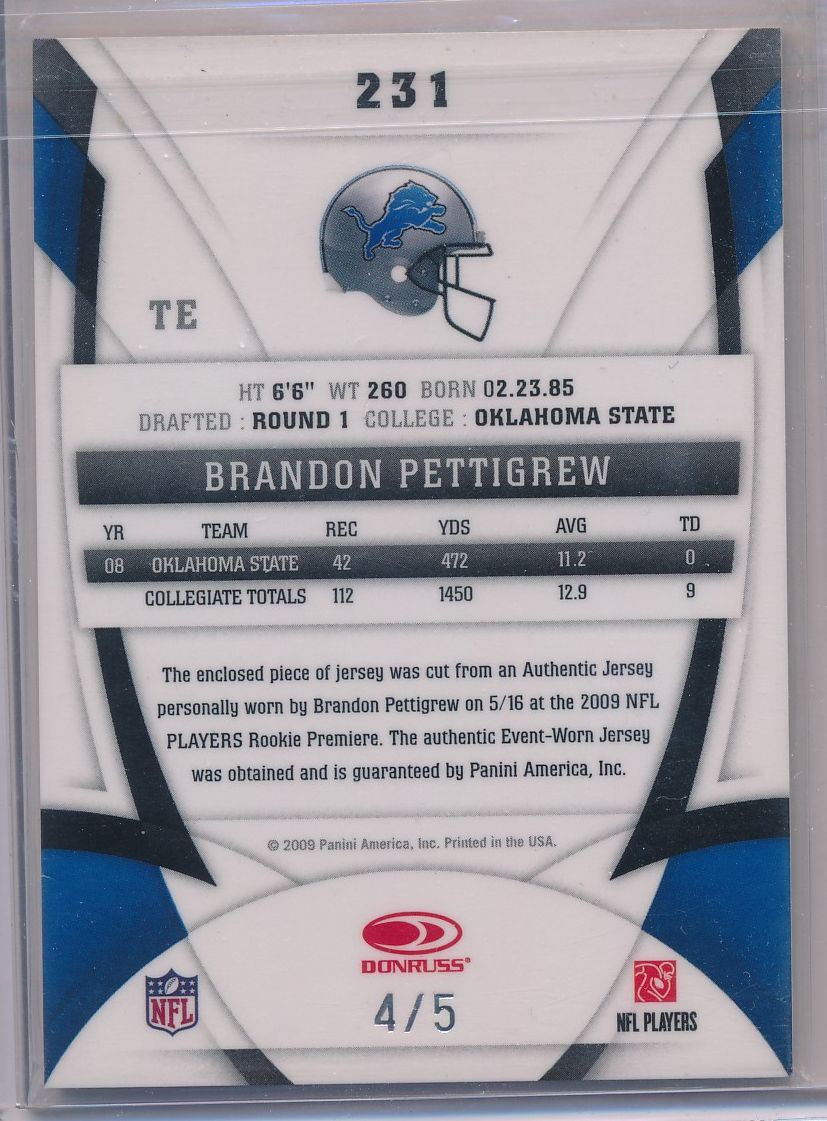 231
TE
HT 6'6" WT 260 BORN 02.23.85
DRAFTED : ROUND 1 COLLEGE : OKLAHOMA STATE
BRANDON PETTIGREW
YR TEAM REC YDS AVG TD
08 OKLAHOMA STATE 42 472 11.2 0
COLLEGIATE TOTALS 112 1450 12.9 9
The enclosed piece of jersey was cut from an Authentic Jersey
personally worn by Brandon Pettigrew on 5/16 at the 2009 NFL
PLAYERS Rookie Premiere. The authentic Event-Worn Jersey
was obtained and is guaranteed by Panini America, Inc.
© 2009 Panini America, Inc. Printed in the USA.
DONRUSS®
4/5
NFL
NFL PLAYERS